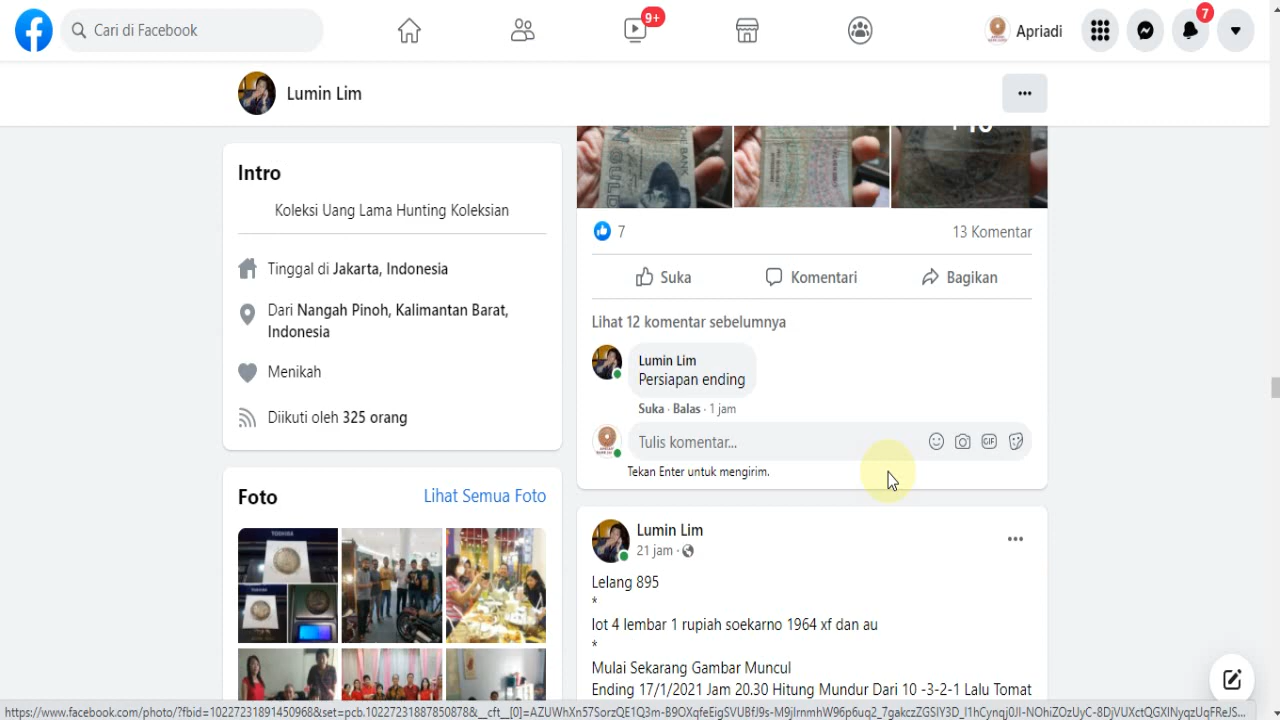 Cari di Facebook
9+
Apriadi
7
Lumin Lim
Intro
Koleksi Uang Lama Hunting Koleksian
Tinggal di Jakarta, Indonesia
Dari Nangah Pinoh, Kalimantan Barat,
Indonesia
Menikah
Diikuti oleh 325 orang
Foto
Lihat Semua Foto
TOSHIBA
7
13 Komentar
Suka
Komentari
Bagikan
Lihat 12 komentar sebelumnya
Lumin Lim
Persiapan ending
Suka · Balas · 1 jam
Tulis komentar...
GIF
Tekan Enter untuk mengirim.
Lumin Lim
21 jam ·
Lelang 895
*
lot 4 lembar 1 rupiah soekarno 1964 xf dan au
*
Mulai Sekarang Gambar Muncul
Ending 17/1/2021 Jam 20.30 Hitung Mundur Dari 10 -3-2-1 Lalu Tomat